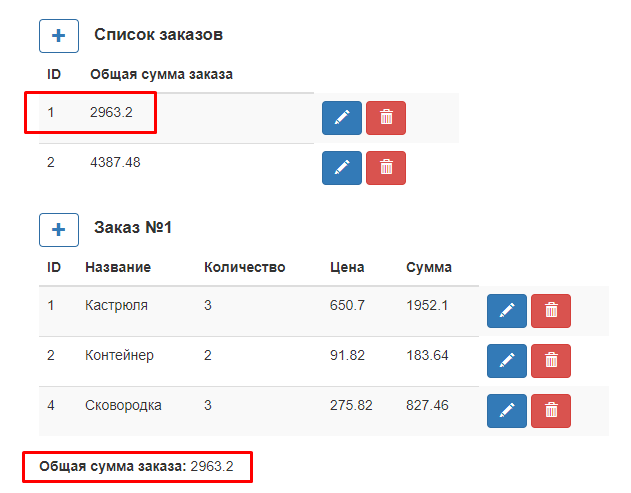 + Список заказов
ID Общая сумма заказа
1 2963.2
2 4387.48
+ Заказ №1
ID Название Количество Цена Сумма
1 Кастрюля 3 650.7 1952.1
2 Контейнер 2 91.82 183.64
4 Сковородка 3 275.82 827.46
Общая сумма заказа: 2963.2